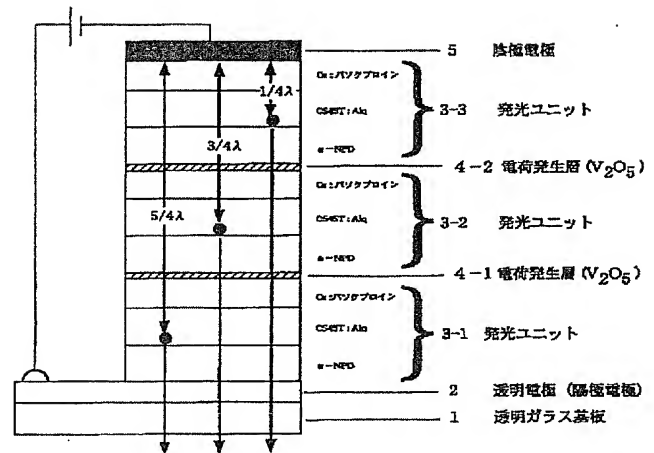 5 陰極電極
1/4λ
Cs:バソクプロイン
C545T:Alq
3-3 発光ユニット
3/4λ
α-NPD
4-2 電荷発生層 (V₂O₅)
Cs:バソクプロイン
5/4λ
C545T:Alq
3-2 発光ユニット
α-NPD
4-1 電荷発生層 (V₂O₅)
Cs:バソクプロイン
C545T:Alq
3-1 発光ユニット
α-NPD
2 透明電極 (陽極電極)
1 透明ガラス基板